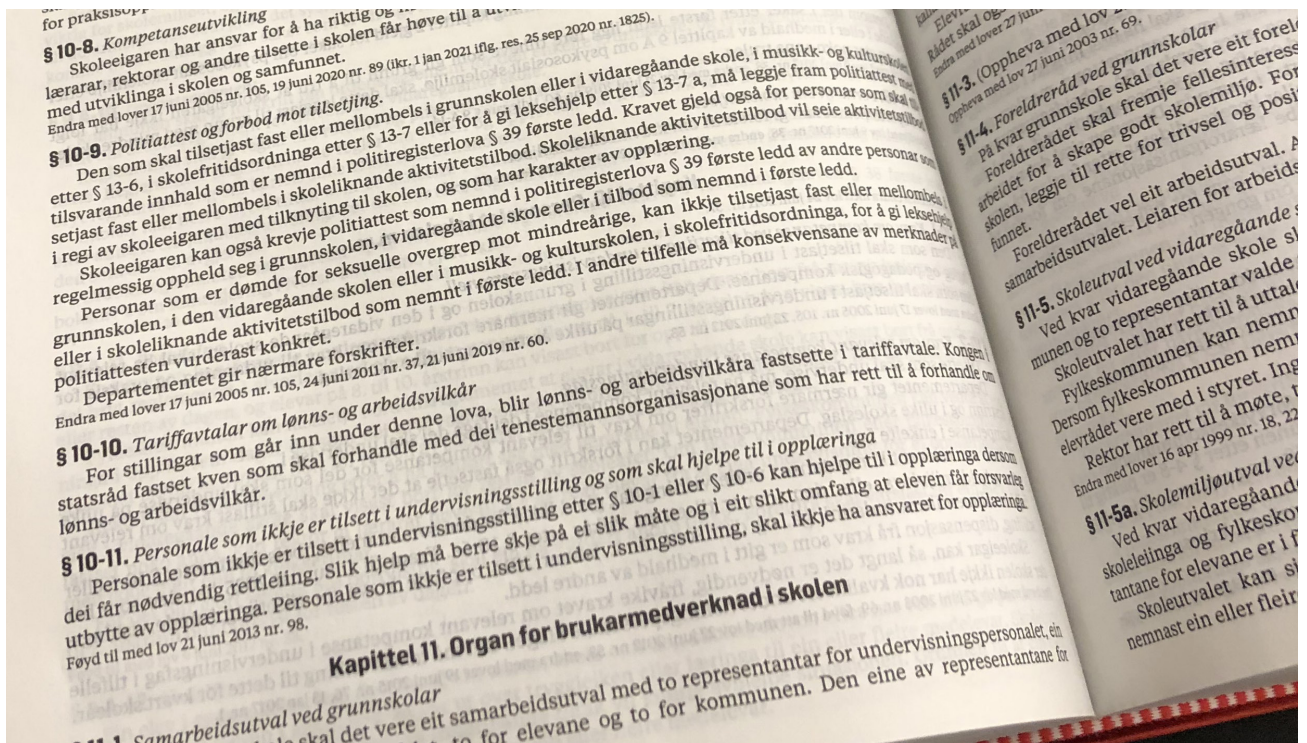 for praksisopp
§ 10-8. Kompetanseutvikling
Skoleeigaren har ansvar for å ha riktig og
lærarar, rektorar og andre tilsette i skolen får høve til å
med utviklinga i skolen og samfunnet.
Endra med lover 17 juni 2005 nr. 105, 19 juni 2020 nr. 89 (ikr. 1 jan 2021 iflg. res. 25 sep 2020 nr. 1825).
§ 10-9. Politiattest og forbod mot tilsetjing.
Den som skal tilsetjast fast eller mellombels i grunnskolen eller i vidaregåande skole, i musikk- og kulturskolen
etter § 13-6, i skolefritidsordninga etter § 13-7 eller for å gi leksehjelp etter § 13-7 a, må leggje fram politiattest med
tilsvarande innhald som er nemnd i politiregisterlova § 39 første ledd. Kravet gjeld også for personar som skal til
setjast fast eller mellombels i skoleliknande aktivitetstilbod. Skoleliknande aktivitetstilbod vil seie aktivitetstilbod
i regi av skoleeigaren med tilknyting til skolen, og som har karakter av opplæring.
Skoleeigaren kan også krevje politiattest som nemnd i politiregisterlova § 39 første ledd av andre personar som
regelmessig oppheld seg i grunnskolen, i vidaregåande skole eller i tilbod som nemnd i første ledd.
Personar som er dømde for seksuelle overgrep mot mindreårige, kan ikkje tilsetjast fast eller mellombels i
grunnskolen, i den vidaregåande skolen eller i musikk- og kulturskolen, i skolefritidsordninga, for å gi leksehjelp
eller i skoleliknande aktivitetstilbod som nemnt i første ledd. I andre tilfelle må konsekvensane av merknader på
politiattesten vurderast konkret.
Departementet gir nærmare forskrifter.
Endra med lover 17 juni 2005 nr. 105, 24 juni 2011 nr. 37, 21 juni 2019 nr. 60.
§ 10-10. Tariffavtalar om lønns- og arbeidsvilkår
For stillingar som går inn under denne lova, blir lønns- og arbeidsvilkåra fastsette i tariffavtale. Kongen i
statsråd fastset kven som skal forhandle med dei tenestemannsorganisasjonane som har rett til å forhandle om
lønns- og arbeidsvilkår.
§ 10-11. Personale som ikkje er tilsett i undervisningsstilling og som skal hjelpe til i opplæringa
Personale som ikkje er tilsett i undervisningsstilling etter § 10-1 eller § 10-6 kan hjelpe til i opplæringa dersom
dei får nødvendig rettleiing. Slik hjelp må berre skje på ei slik måte og i eit slikt omfang at eleven får forsvarleg
utbytte av opplæringa. Personale som ikkje er tilsett i undervisningsstilling, skal ikkje ha ansvaret for opplæringa.
Føyd til med lov 21 juni 2013 nr. 98.
Kapittel 11. Organ for brukarmedverknad i skolen
Samarbeidsutval ved grunnskolar
skal det vere eit samarbeidsutval med to representantar for undervisningspersonalet, ein
to for elevane og to for kommunen. Den eine av representantane for
Rådet skal og
Endra med lover 27 jun
§ 11-3. (Oppheva med lov
Oppheva med lov 27 juni 2003 nr. 69.
§ 11-4. Foreldreråd ved grunnskolar
På kvar grunnskole skal det vere eit forel
Foreldrerådet skal fremje fellesinteress
arbeidet for å skape godt skolemiljø. For
skolen, leggje til rette for trivsel og posi
funnet.
Foreldrerådet vel eit arbeidsutval. A
samarbeidsutvalet. Leiaren for arbeids
§ 11-5. Skoleutval ved vidaregåande s
Ved kvar vidaregåande skole sk
munen og to representantar valde
Skoleutvalet har rett til å uttale
Fylkeskommunen kan nemn
Dersom fylkeskommunen nemn
elevrådet vere med i styret. Ing
Rektor har rett til å møte, t
Endra med lover 16 apr 1999 nr. 18, 22
§ 11-5a. Skolemiljøutval ved
Ved kvar vidaregåande
skoleleiinga og fylkesko
tantane for elevane er i f
Skoleutvalet kan si
nemnast ein eller fleir